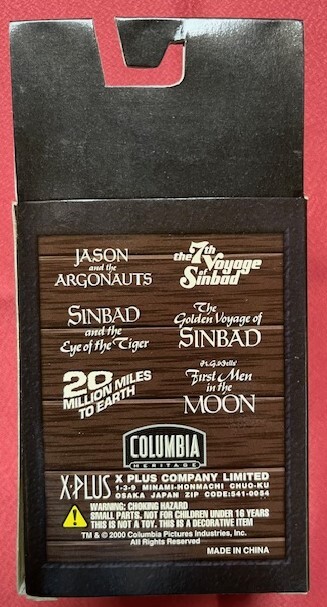 JASON
and the
ARGONAUTS
the 7th
Voyage
of
Sinbad
SINBAD
and the
Eye of the Tiger
The
Golden Voyage of
SINBAD
20
MILLION MILES
TO EARTH
H.G. Wells'
First Men
in the
MOON
COLUMBIA
HERITAGE
X-PLUS X PLUS COMPANY LIMITED
1-3-9 MINAMI-HONMACHI CHUO-KU
OSAKA JAPAN ZIP CODE:541-0054
WARNING: CHOKING HAZARD
SMALL PARTS. NOT FOR CHILDREN UNDER 16 YEARS
THIS IS NOT A TOY, THIS IS A DECORATIVE ITEM
TM & © 2000 Columbia Pictures Industries, Inc.
All Rights Reserved
MADE IN CHINA